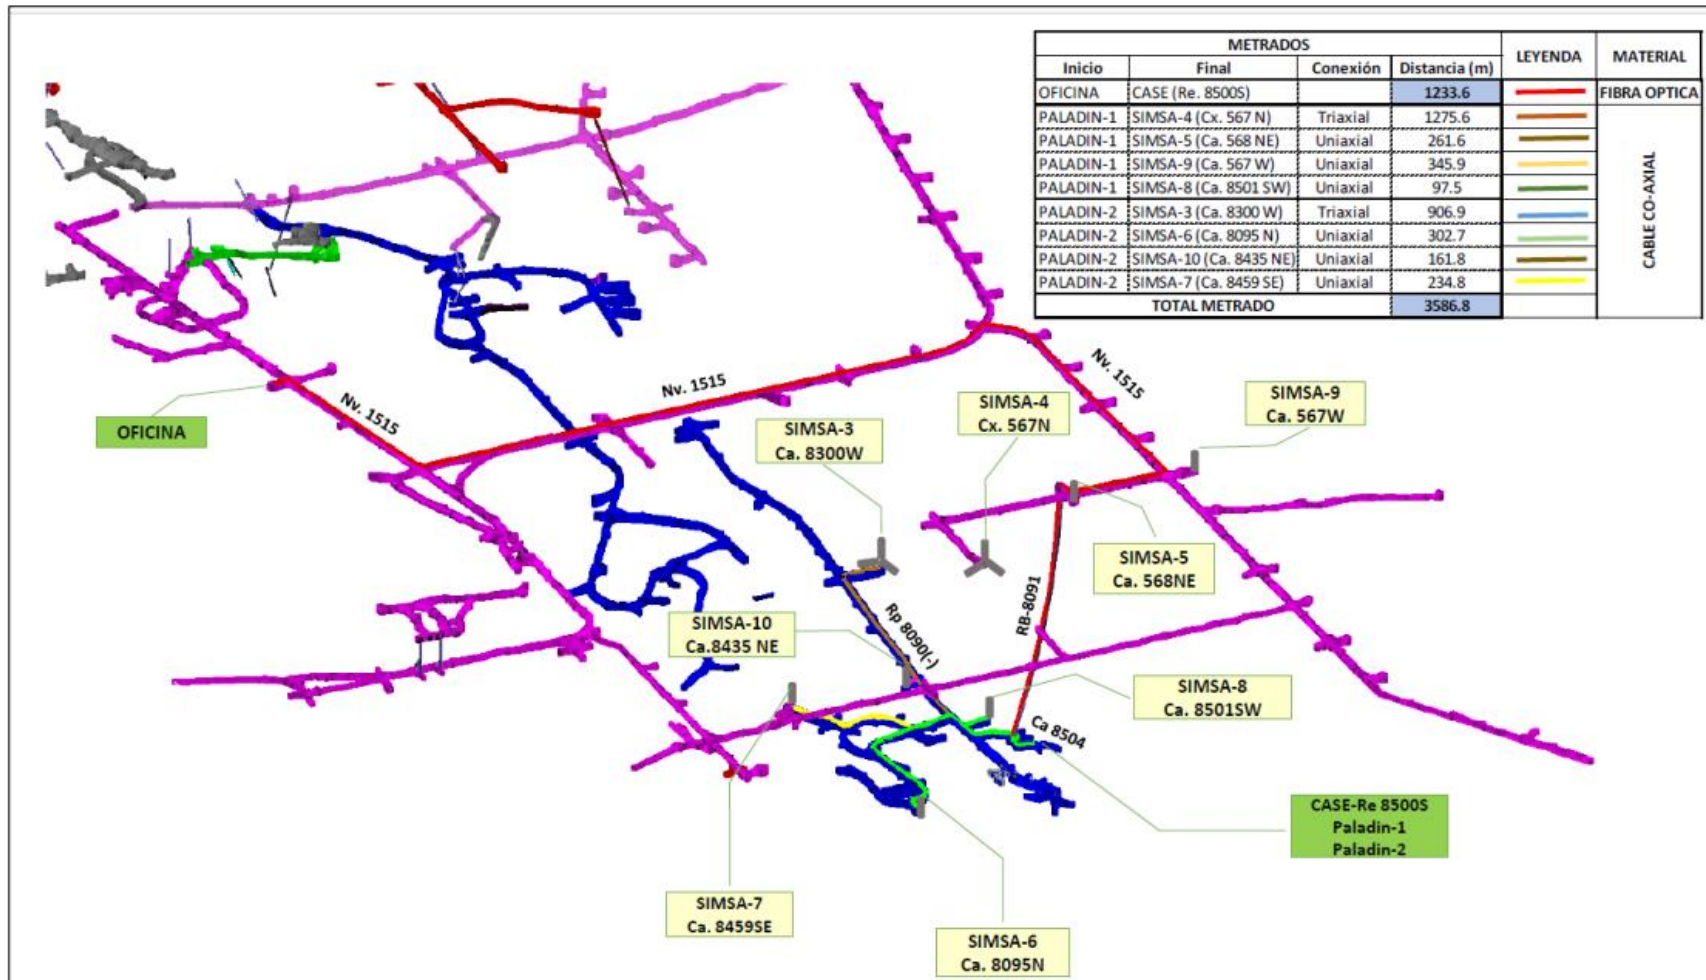 METRADOS LEYENDA MATERIAL
Inicio Final Conexión Distancia (m)
OFICINA CASE (Re. 8500S) 1233.6 FIBRA OPTICA
PALADIN-1 SIMSA-4 (Cx. 567 N) Triaxial 1275.6
PALADIN-1 SIMSA-5 (Ca. 568 NE) Uniaxial 261.6
PALADIN-1 SIMSA-9 (Ca. 567 W) Uniaxial 345.9
PALADIN-1 SIMSA-8 (Ca. 8501 SW) Uniaxial 97.5
PALADIN-2 SIMSA-3 (Ca. 8300 W) Triaxial 906.9
PALADIN-2 SIMSA-6 (Ca. 8095 N) Uniaxial 302.7
PALADIN-2 SIMSA-10 (Ca. 8435 NE) Uniaxial 161.8
PALADIN-2 SIMSA-7 (Ca. 8459 SE) Uniaxial 234.8
TOTAL METRADO 3586.8
CABLE CO-AXIAL
Nv. 1515
Nv. 1515
Nv. 1515
OFICINA
SIMSA-3
Ca. 8300W
SIMSA-4
Cx. 567N
SIMSA-9
Ca. 567W
SIMSA-5
Ca. 568NE
RB-8091
Rp 8090(-)
SIMSA-10
Ca.8435 NE
SIMSA-8
Ca. 8501SW
Ca 8504
CASE-Re 8500S
Paladin-1
Paladin-2
SIMSA-7
Ca. 8459SE
SIMSA-6
Ca. 8095N